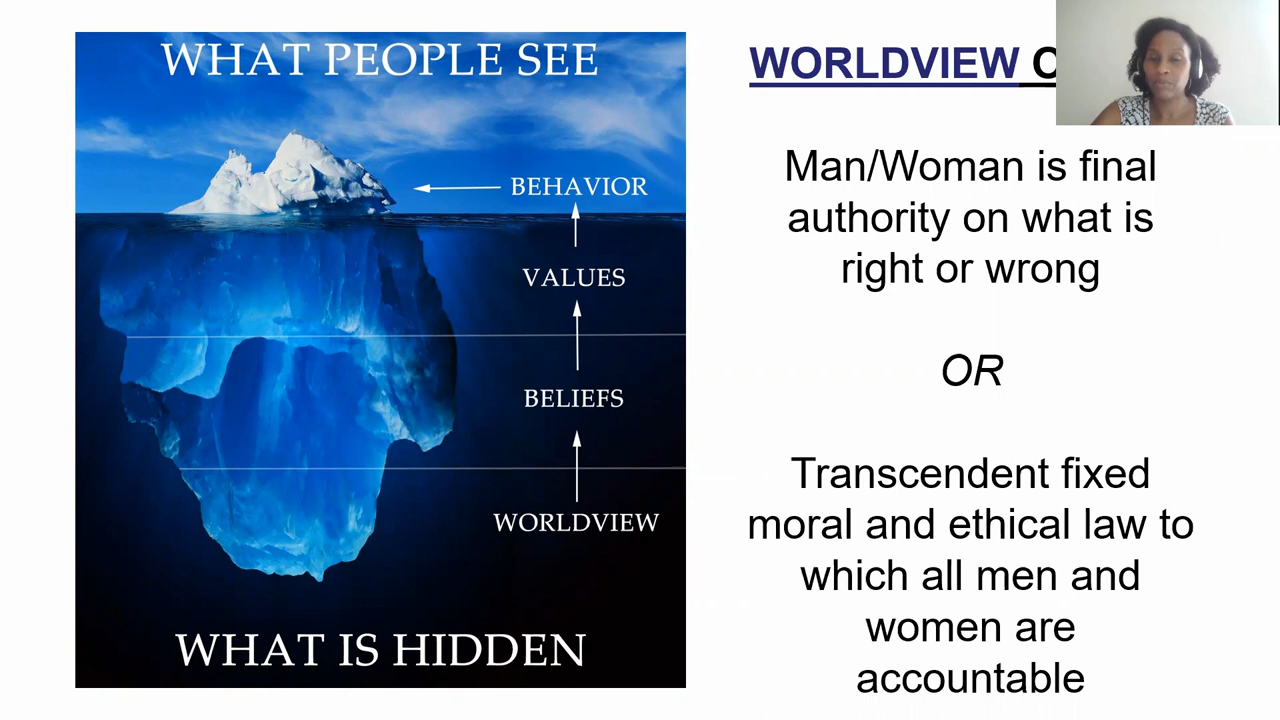 WHAT PEOPLE SEE
BEHAVIOR
VALUES
BELIEFS
WORLDVIEW
WHAT IS HIDDEN
WORLDVIEW
Man/Woman is final
authority on what is
right or wrong
OR
Transcendent fixed
moral and ethical law to
which all men and
women are
accountable